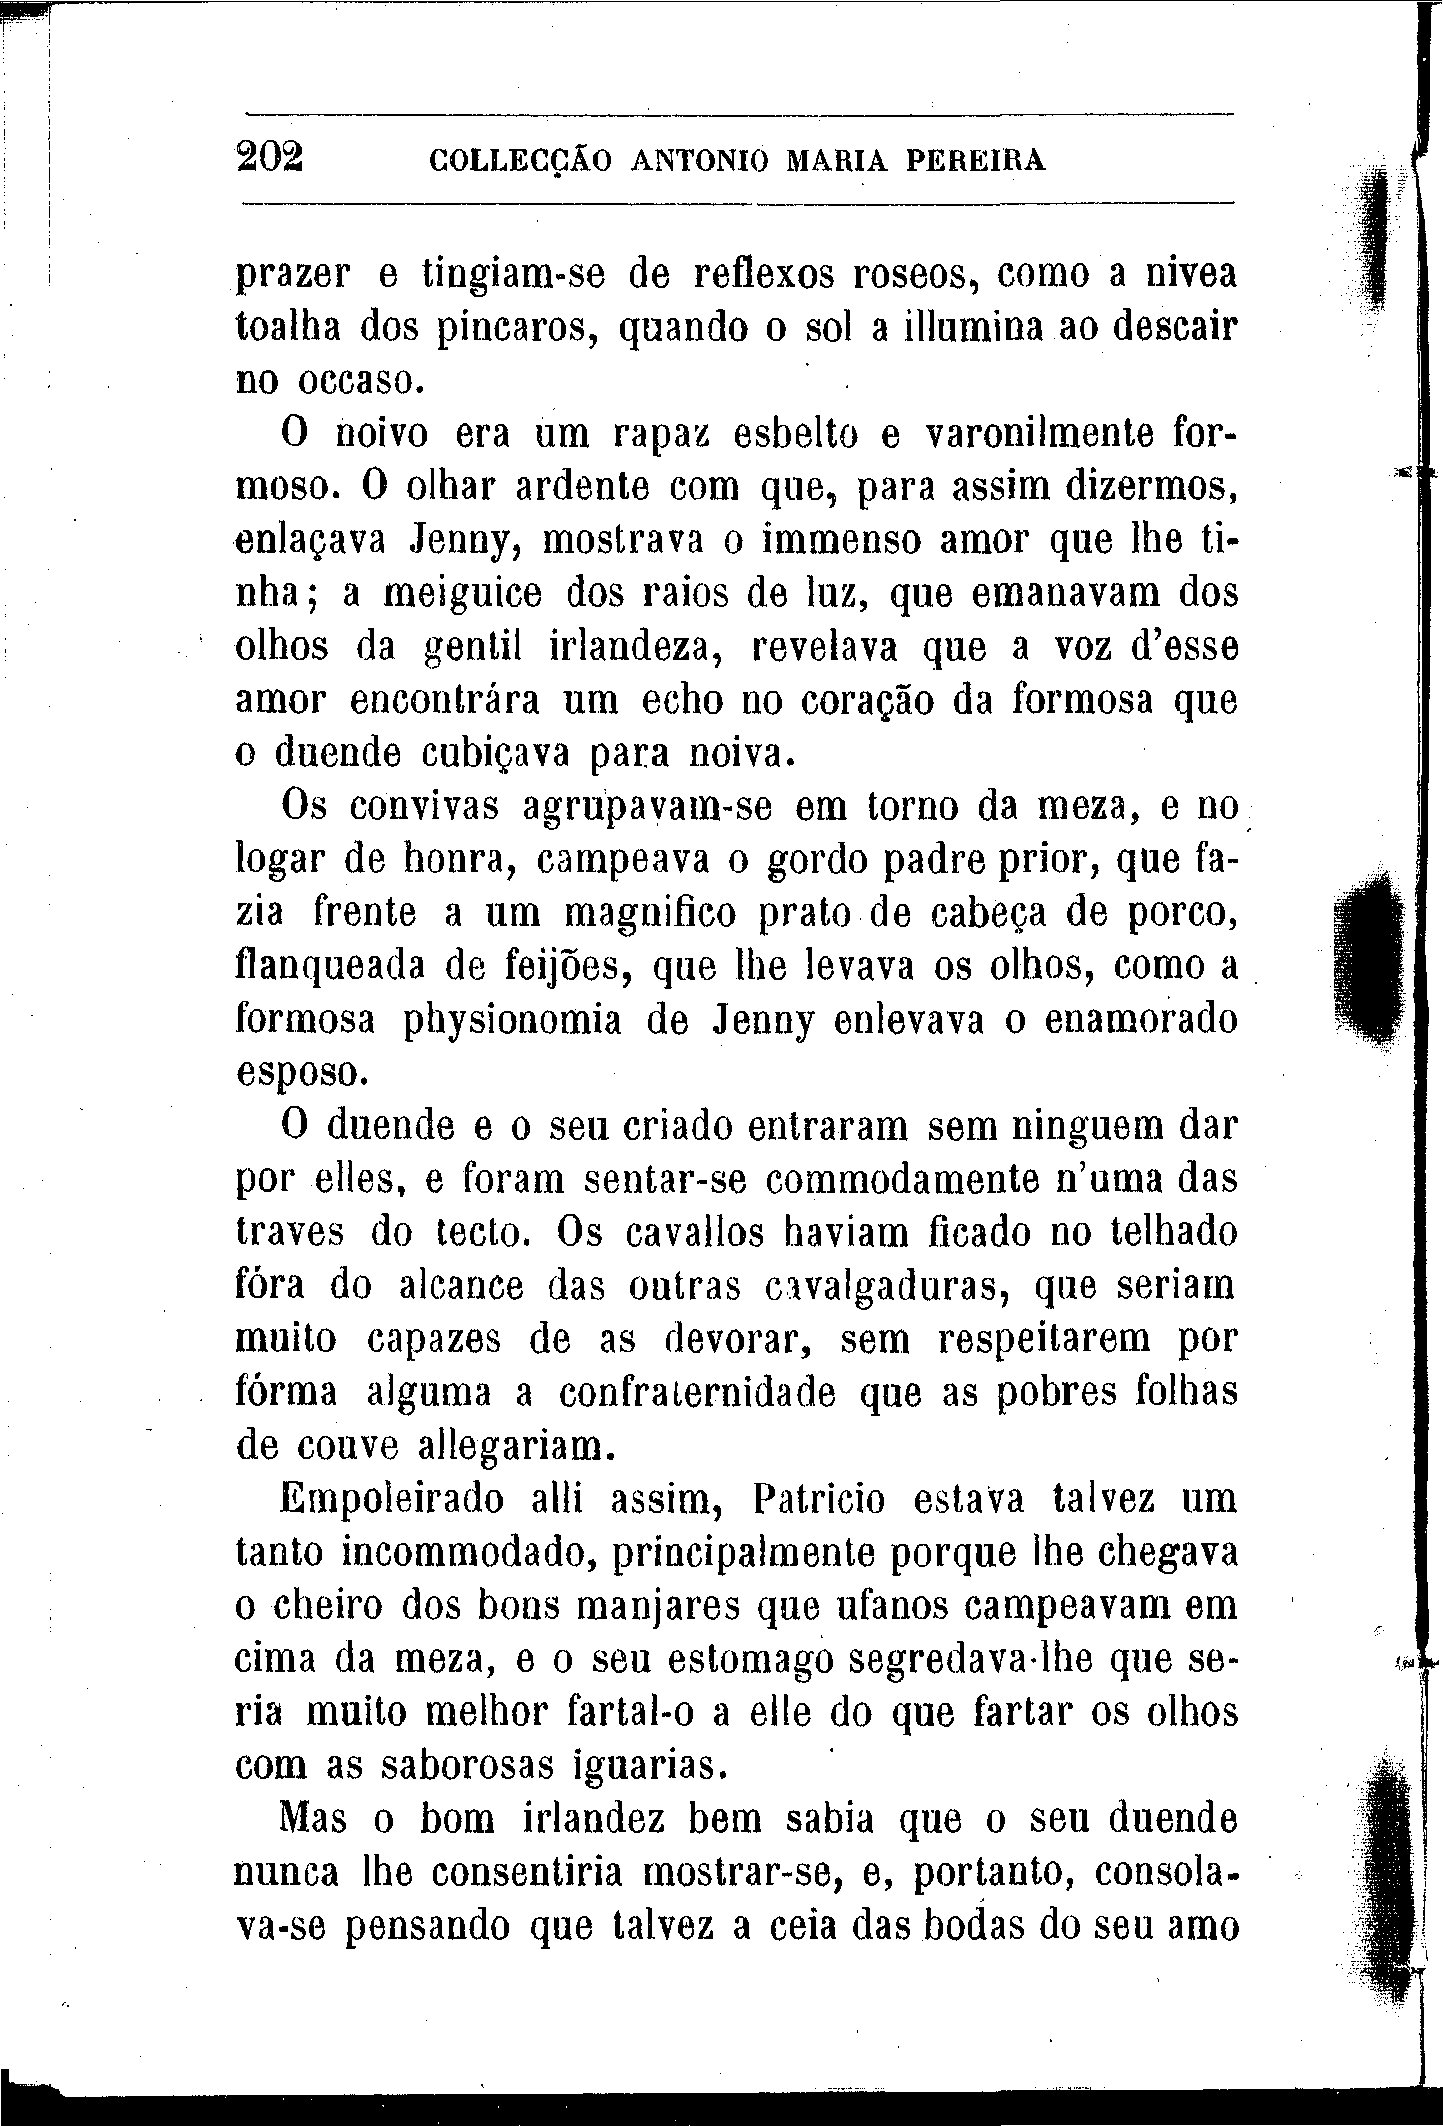 202 COLLECÇÃO ANTONIO MARIA PEREIRA
prazer e tingiam-se de reflexos roseos, como a nivea
toalha dos pincaros, quando o sol a illumina ao descair
no occaso.
O noivo era um rapaz esbelto e varonilmente for-
moso. O olhar ardente com que, para assim dizermos,
enlaçava Jenny, mostrava o immenso amor que lhe ti-
nha; a meiguice dos raios de luz, que emanavam dos
olhos da gentil irlandeza, revelava que a voz d'esse
amor encontrára um echo no coração da formosa que
o duende cubiçava para noiva.
Os convivas agrupavam-se em torno da meza, e no
logar de honra, campeava o gordo padre prior, que fa-
zia frente a um magnifico prato de cabeça de porco,
flanqueada de feijões, que lhe levava os olhos, como a
formosa physionomia de Jenny enlevava o enamorado
esposo.
O duende e o seu criado entraram sem ninguem dar
por elles, e foram sentar-se commodamente n'uma das
traves do tecto. Os cavallos haviam ficado no telhado
fóra do alcance das outras cavalgaduras, que seriam
muito capazes de as devorar, sem respeitarem por
fórma alguma a confraternidade que as pobres folhas
de couve allegariam.
Empoleirado alli assim, Patricio estava talvez um
tanto incommodado, principalmente porque lhe chegava
o cheiro dos bons manjares que ufanos campeavam em
cima da meza, e o seu estomago segredava-lhe que se-
ria muito melhor fartal-o a elle do que fartar os olhos
com as saborosas iguarias.
Mas o bom irlandez bem sabia que o seu duende
nunca lhe consentiria mostrar-se, e, portanto, consola-
va-se pensando que talvez a ceia das bodas do seu amo